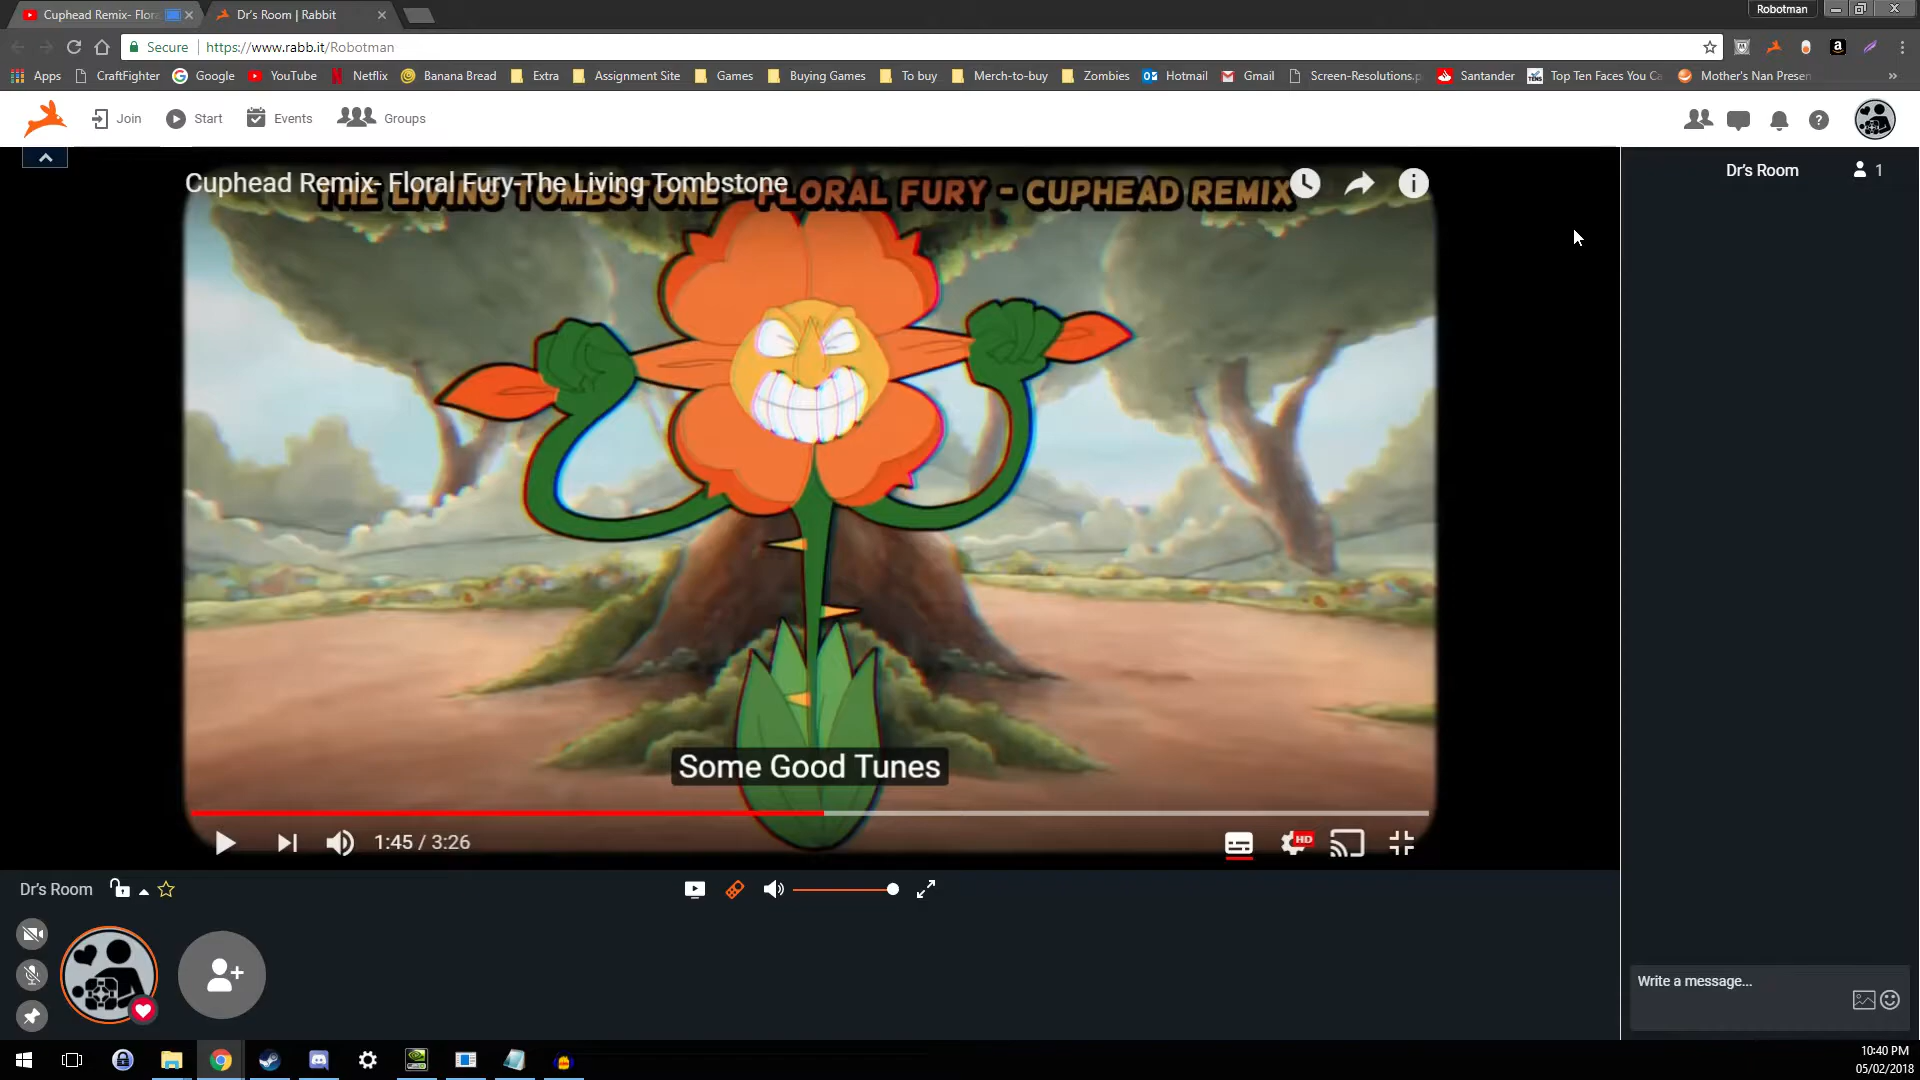 Cuphead Remix- Flor
Dr's Room | Rabbit
Robotman
Secure
https://www.rabb.it/Robotman
Apps
CraftFighter
Google
YouTube
Netflix
Banana Bread
Extra
Assignment Site
Games
Buying Games
To buy
Merch-to-buy
Zombies
Hotmail
Gmail
Screen-Resolutions.p
Santander
Top Ten Faces You Ca
Mother's Nan Presen
Join
Start
Events
Groups
Dr's Room
1
THE LIVING TOMBSTONE - FLORAL FURY - CUPHEAD REMIX
Cuphead Remix- Floral Fury-The Living Tombstone
Some Good Tunes
1:45 / 3:26
HD
Dr's Room
Write a message...
10:40 PM
05/02/2018